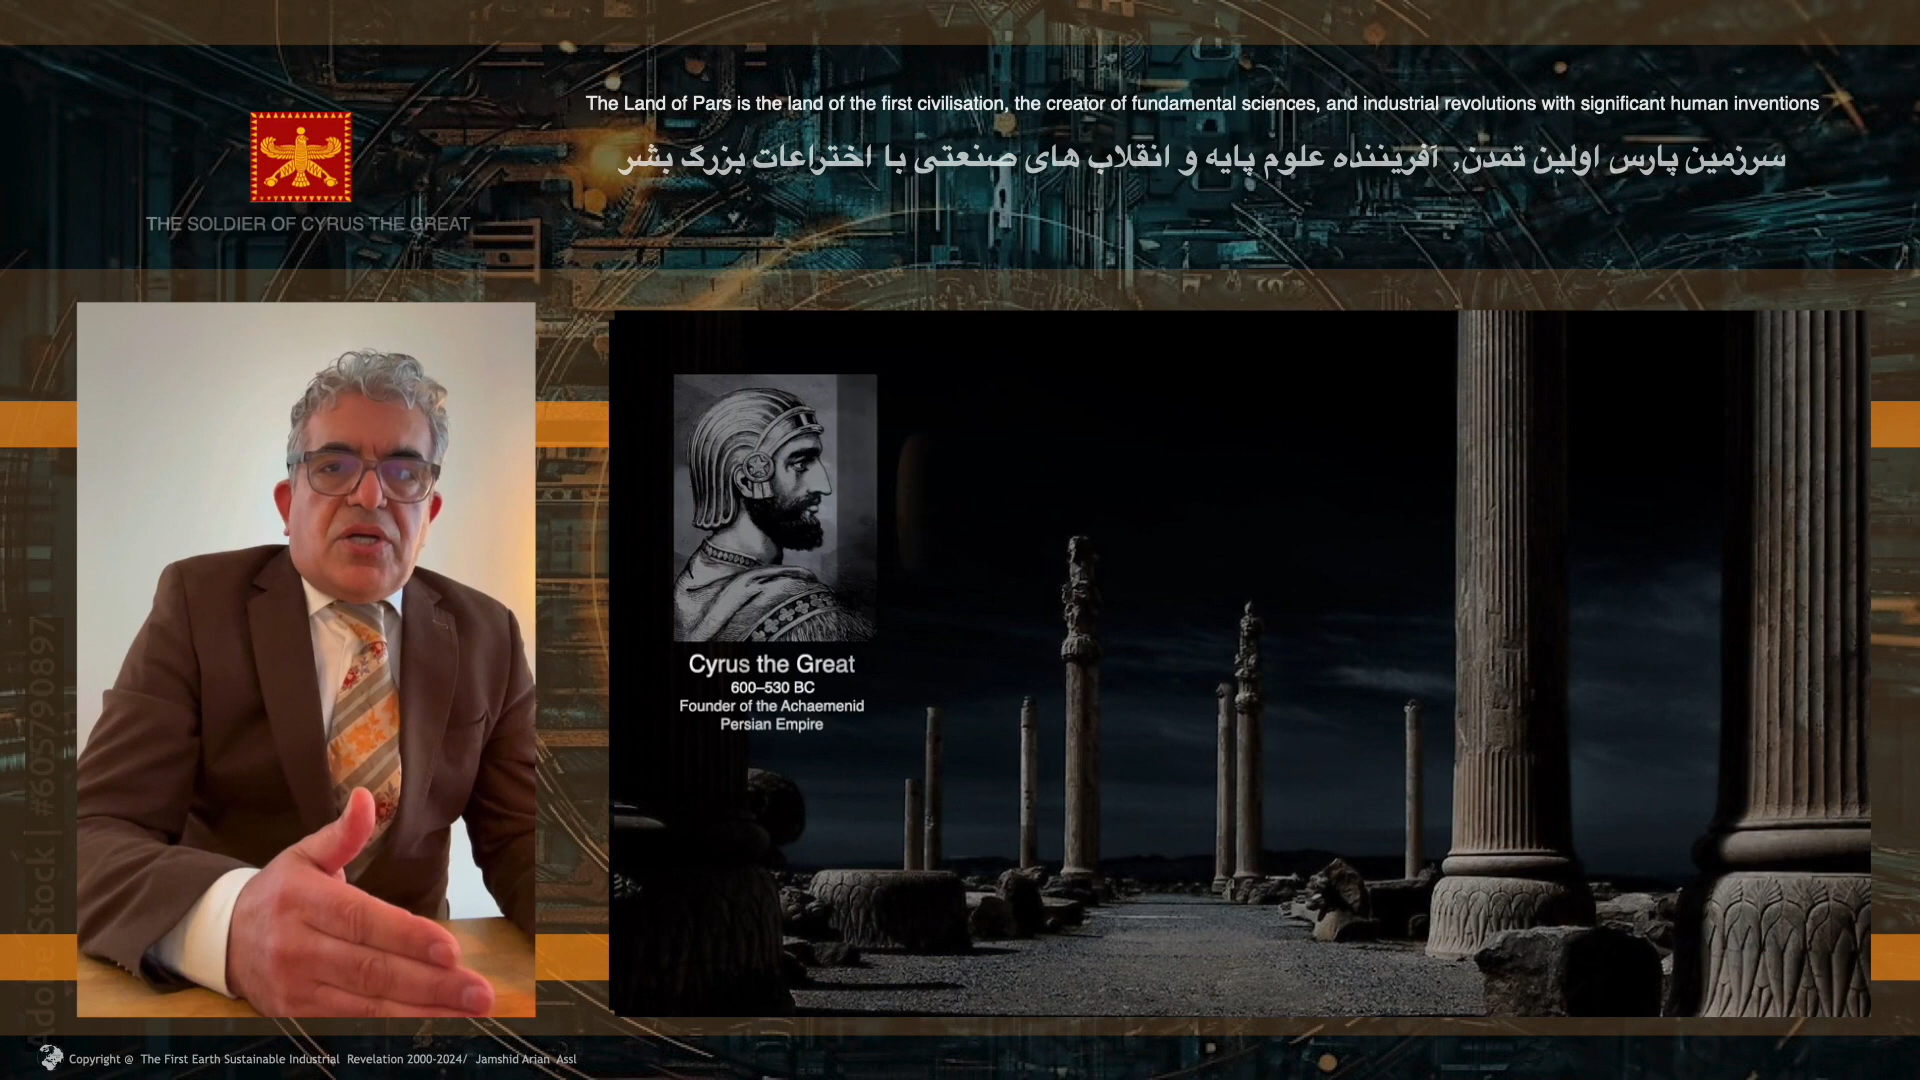 The Land of Pars is the land of the first civilisation, the creator of fundamental sciences, and industrial revolutions with significant human inventions
سرزمین پارس اولین تمدن, آفریننده علوم پایه و انقلاب های صنعتی با اختراعات بزرگ بشر
THE SOLDIER OF CYRUS THE GREAT
Cyrus the Great
600–530 BC
Founder of the Achaemenid
Persian Empire
Adobe Stock | #605790897
Copyright @ The First Earth Sustainable Industrial Revelation 2000-2024/ Jamshid Arian Assl